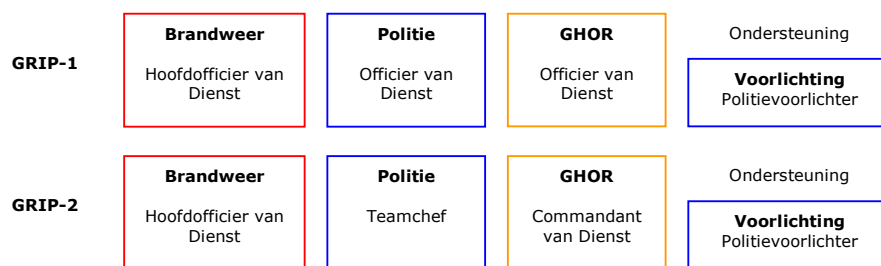 Brandweer
Politie
GHOR
Ondersteuning
GRIP-1
Hoofdofficier van
Dienst
Officier van
Dienst
Officier van
Dienst
Voorlichting
Politievoorlichter
Brandweer
Politie
GHOR
Ondersteuning
GRIP-2
Hoofdofficier van
Dienst
Teamchef
Commandant
van Dienst
Voorlichting
Politievoorlichter